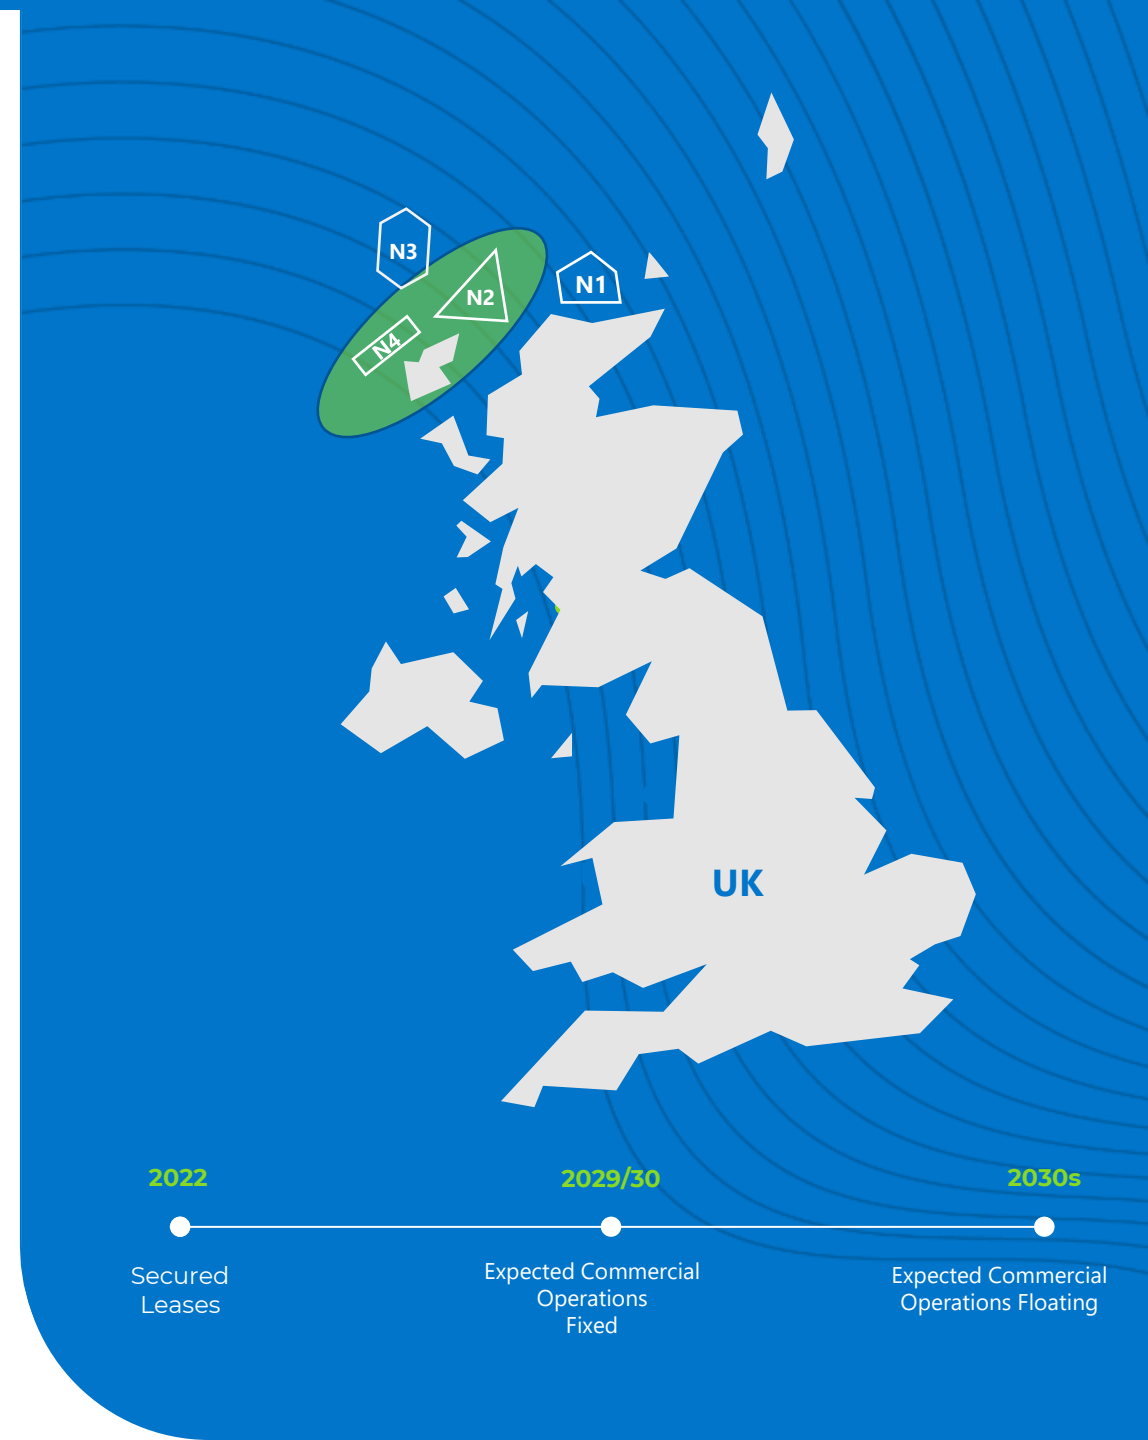 N3
N1
N2
N4
UK
2022
2029/30
2030s
Secured
Leases
Expected Commercial
Operations
Fixed
Expected Commercial
Operations Floating